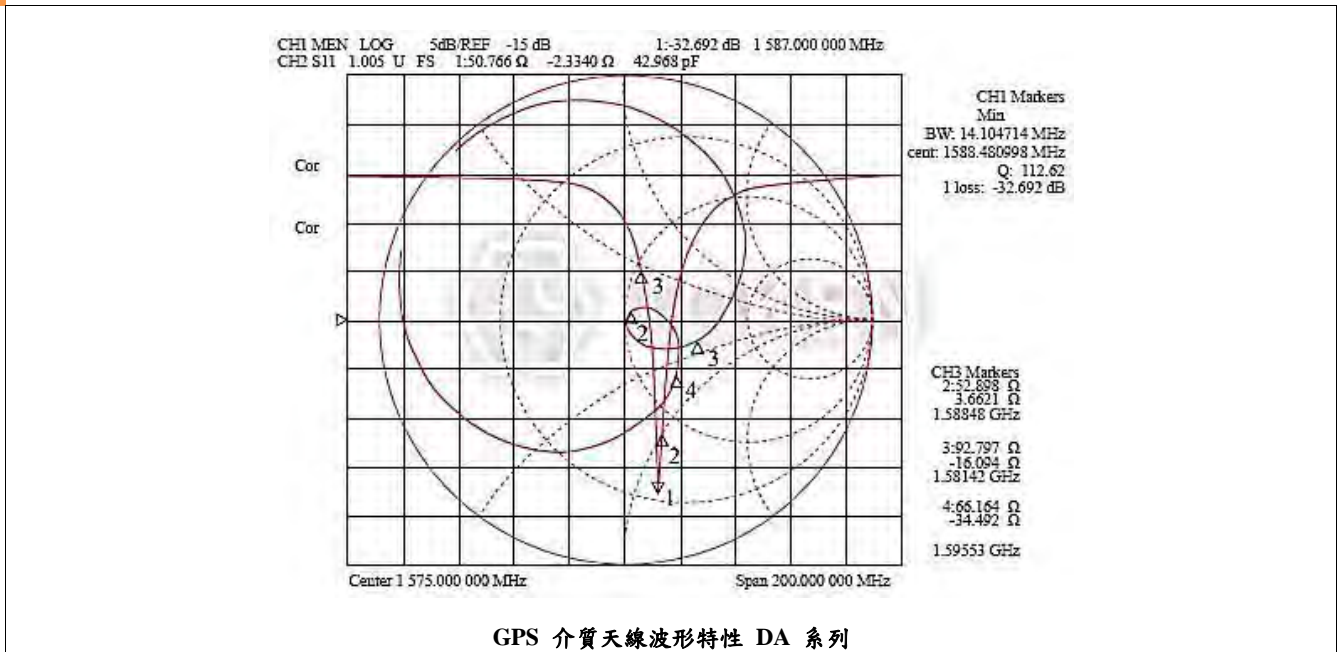 CH1 MEN LOG 5dB/REF -15 dB 1:-32.692 dB 1 587.000 000 MHz
CH2 S11 1.005 U FS 1:50.766 Ω -2.3340 Ω 42.968 pF
CH1 Markers
Min
BW: 14.104714 MHz
cent: 1588.480998 MHz
Q: 112.62
1 loss: -32.692 dB
Cor
Cor
3
2
3
4
2
1
CH3 Markers
2:52.898 Ω
3.6621 Ω
1.58848 GHz
3:92.797 Ω
-16.094 Ω
1.58142 GHz
4:66.164 Ω
-34.492 Ω
1.59553 GHz
Center 1 575.000 000 MHz Span 200.000 000 MHz
GPS 介質天線波形特性 DA 系列